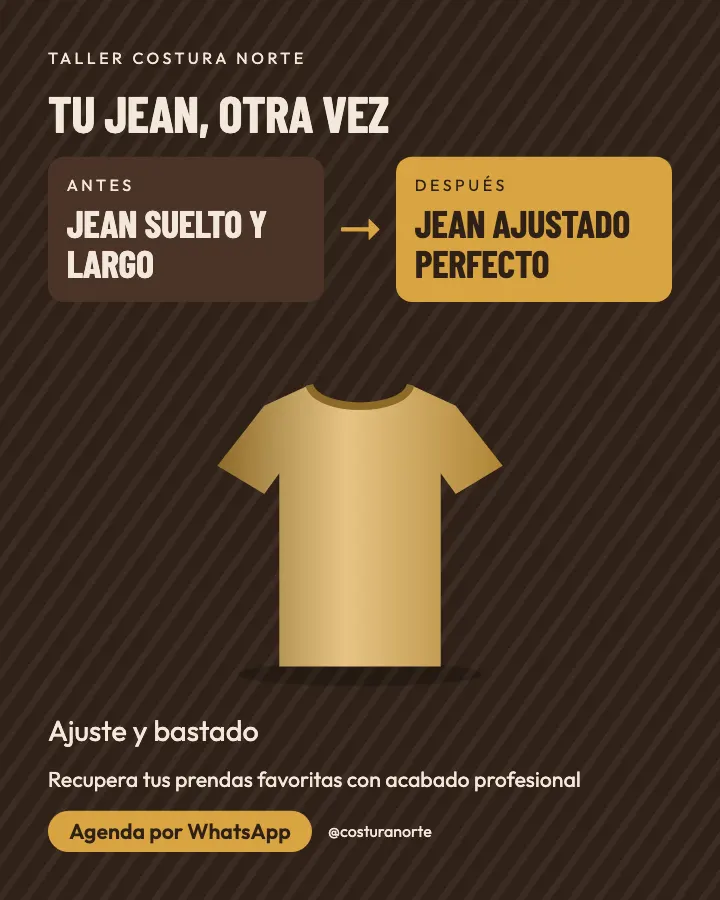 TALLER COSTURA NORTE
TU JEAN, OTRA VEZ
ANTES
JEAN SUELTO Y
LARGO
DESPUÉS
JEAN AJUSTADO
PERFECTO
Ajuste y bastado
Recupera tus prendas favoritas con acabado profesional
Agenda por WhatsApp
@costuranorte